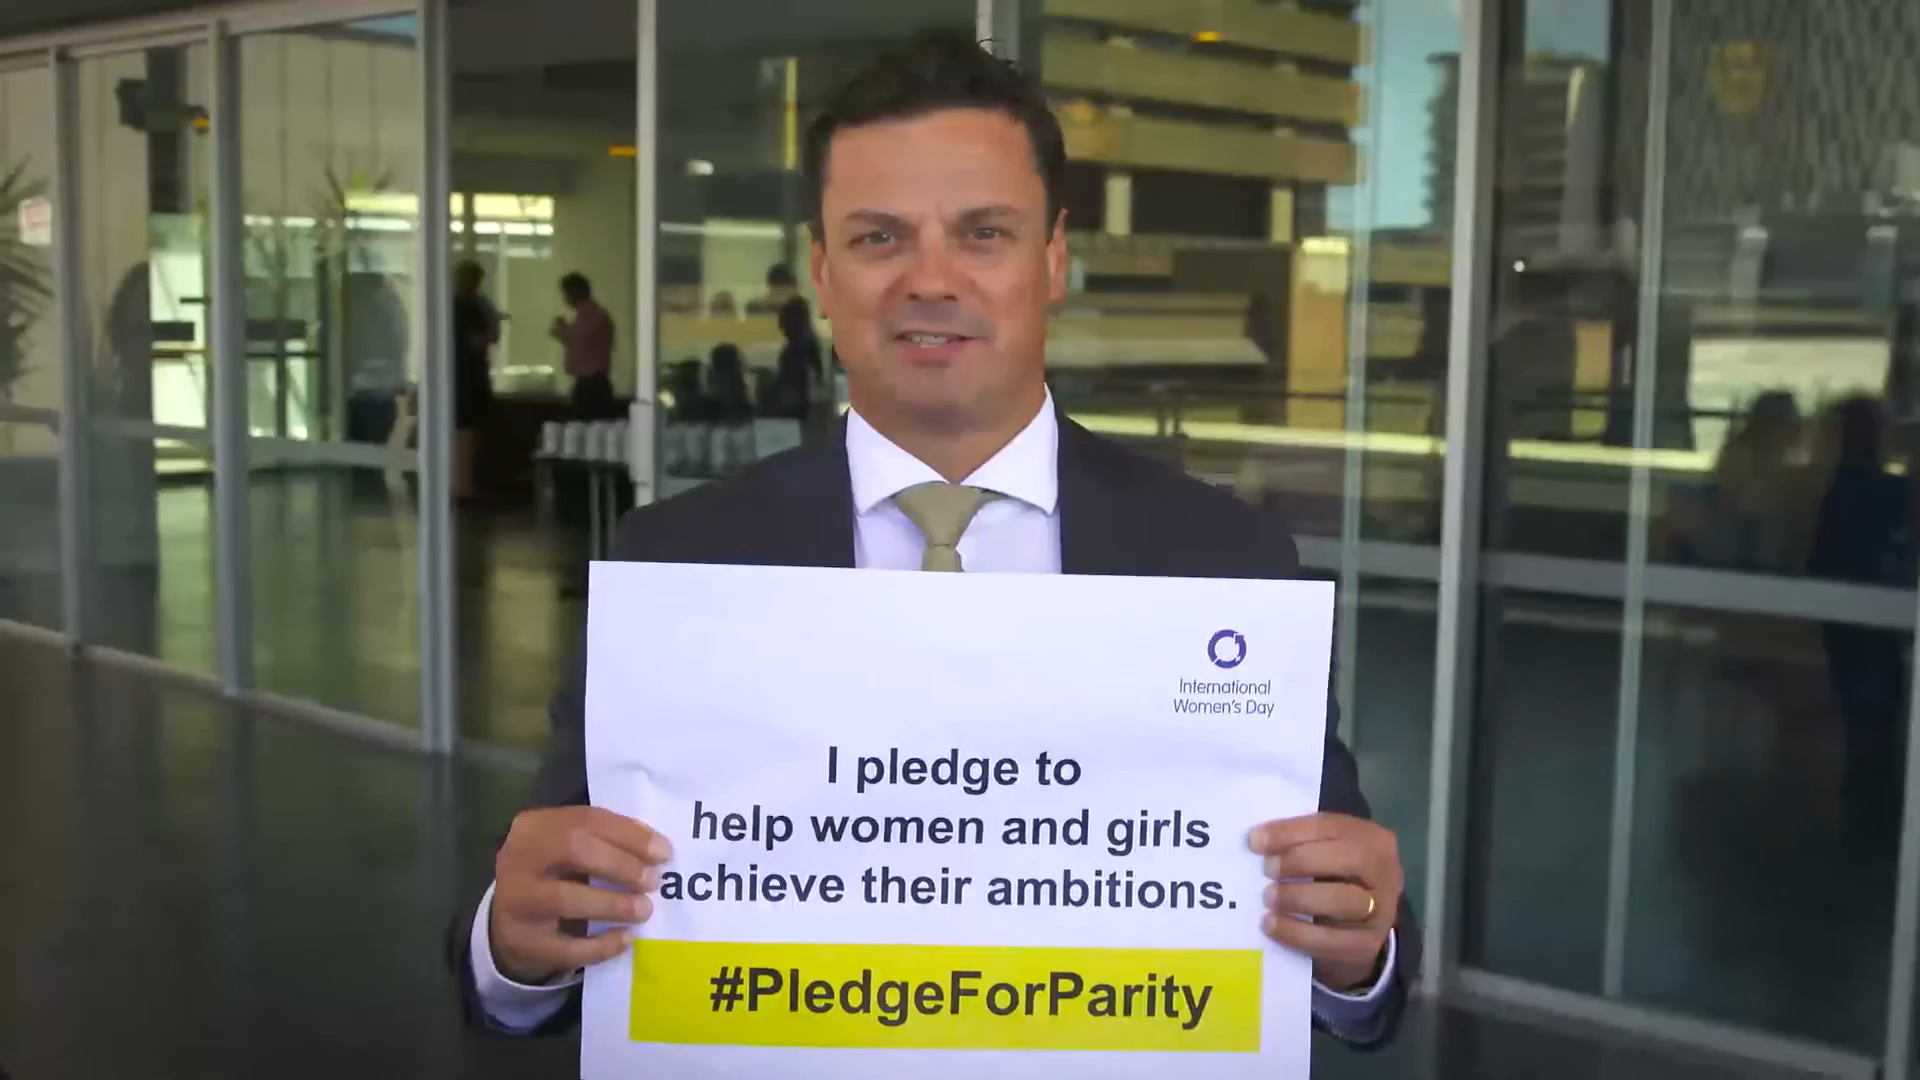 International
Women's Day
I pledge to
help women and girls
achieve their ambitions.
#PledgeForParity